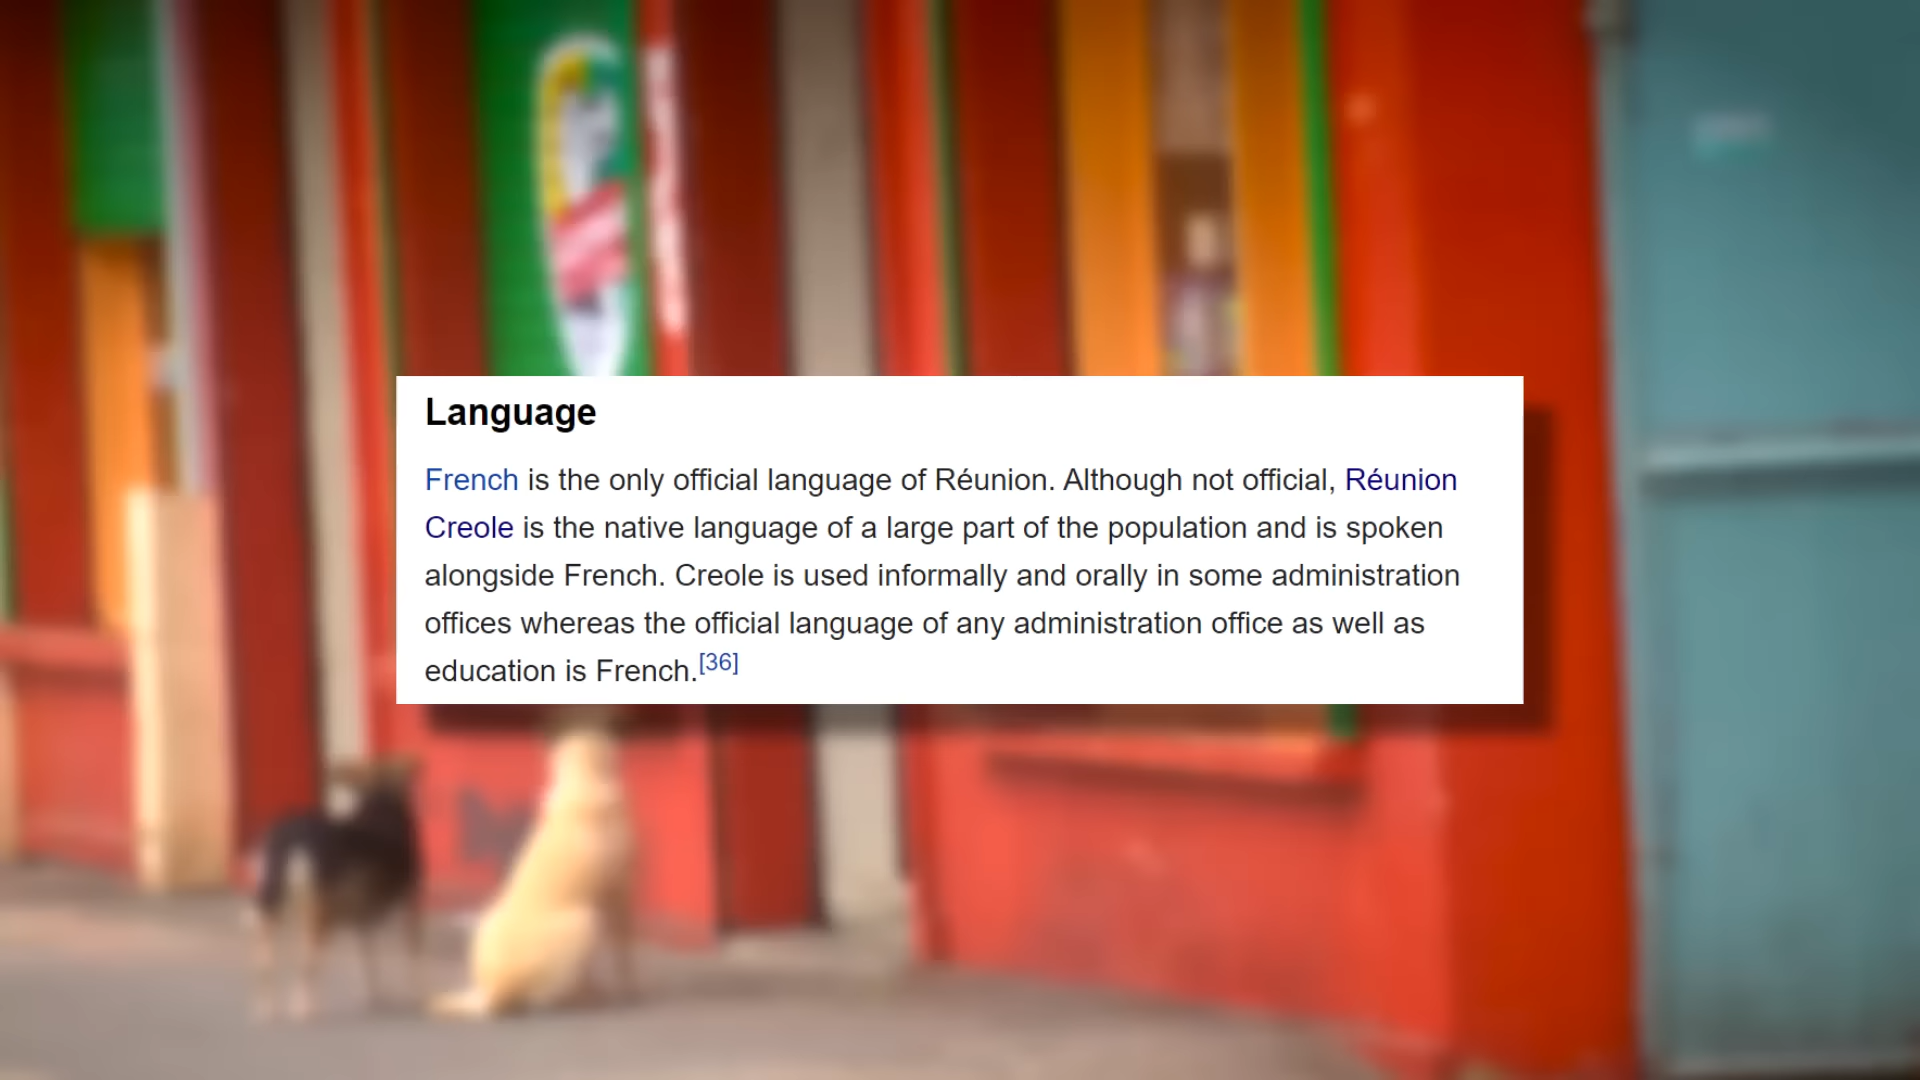 Language
French is the only official language of Réunion. Although not official, Réunion
Creole is the native language of a large part of the population and is spoken
alongside French. Creole is used informally and orally in some administration
offices whereas the official language of any administration office as well as
education is French.[36]